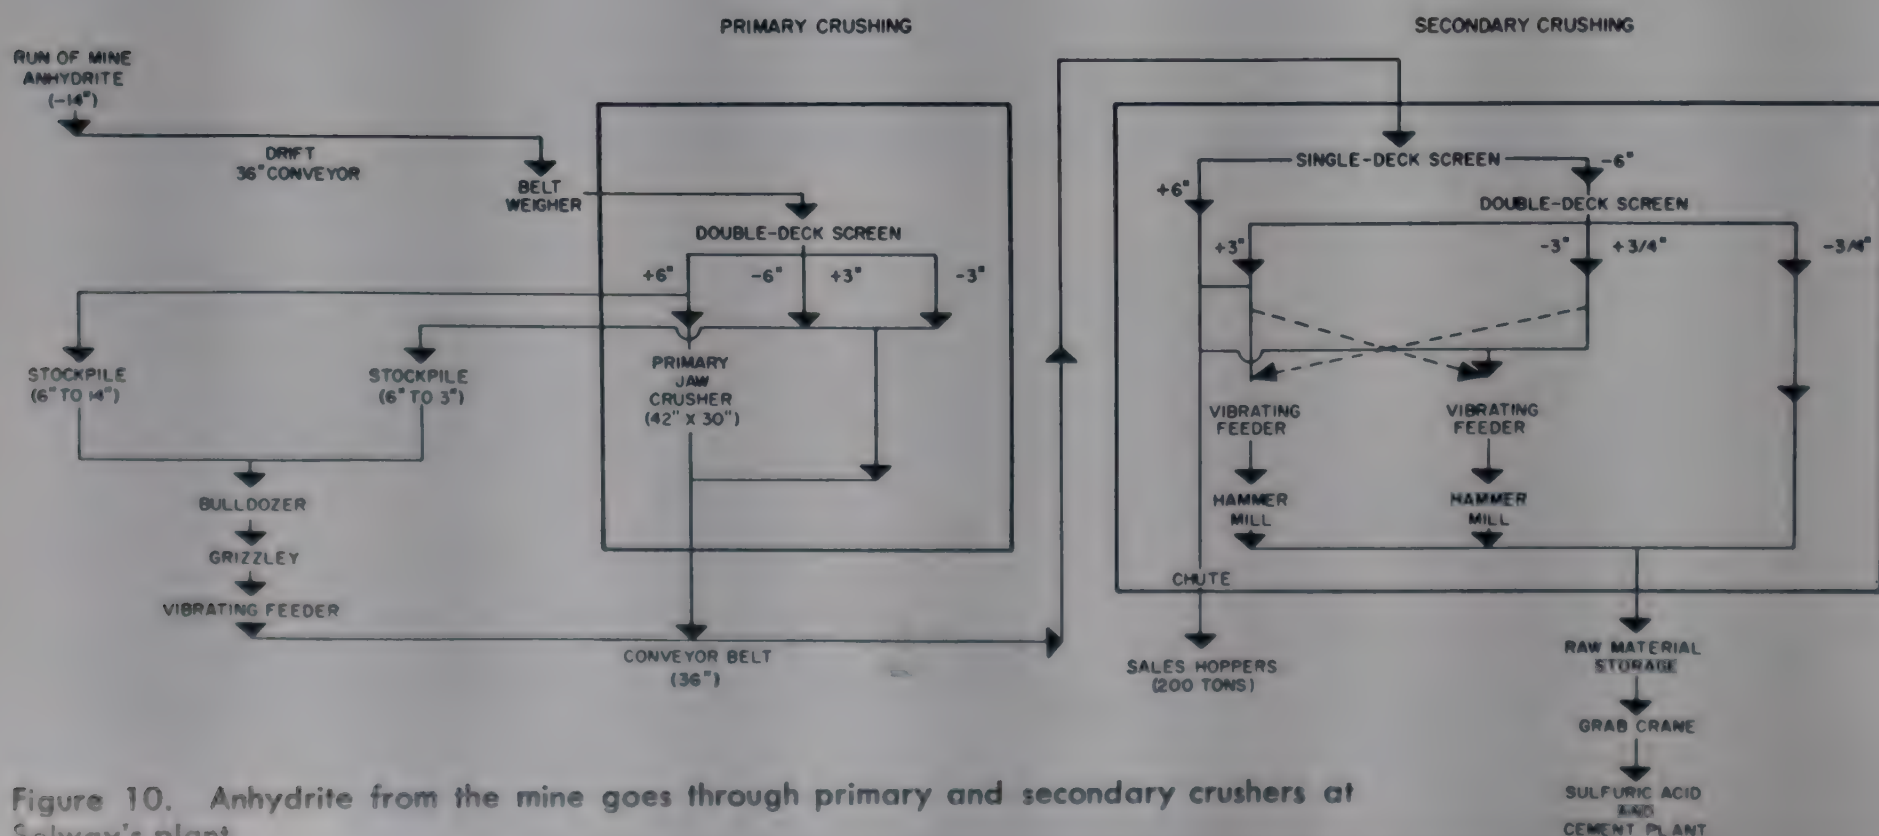 PRIMARY CRUSHING
SECONDARY CRUSHING
RUN OF MINE
ANHYDRITE
(-14")
DRIFT
36" CONVEYOR
BELT
WEIGHER
DOUBLE-DECK SCREEN
+6"
-6"
+3"
-3"
STOCKPILE
(6" TO 14")
STOCKPILE
(6" TO 3")
PRIMARY
JAW
CRUSHER
(42" X 30")
BULLDOZER
GRIZZLEY
VIBRATING FEEDER
CONVEYOR BELT
(36")
SINGLE-DECK SCREEN
+6"
-6"
DOUBLE-DECK SCREEN
+3"
-3"
+3/4"
-3/4"
VIBRATING
FEEDER
VIBRATING
FEEDER
HAMMER
MILL
HAMMER
MILL
CHUTE
SALES HOPPERS
(200 TONS)
RAW MATERIAL
STORAGE
GRAB CRANE
SULFURIC ACID
AND
CEMENT PLANT
Figure 10. Anhydrite from the mine goes through primary and secondary crushers at
Solway's plant